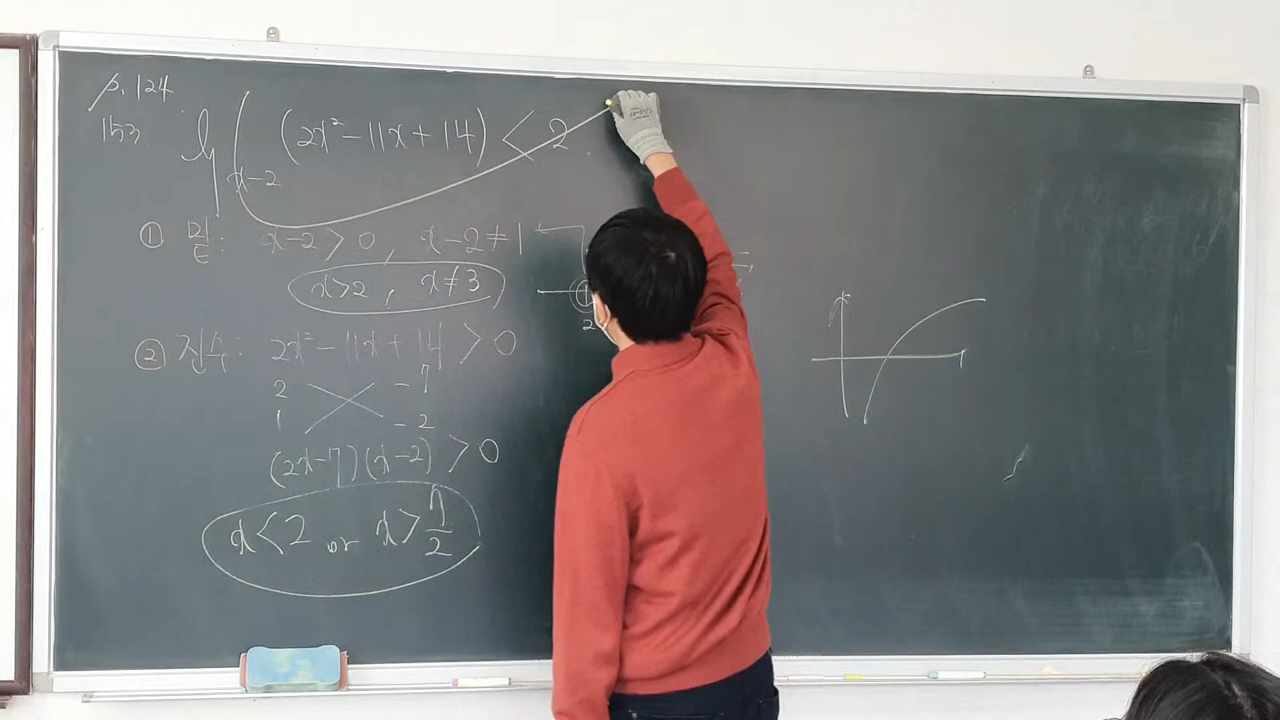 p.124
153
log_{x-2} (2x²-11x+14) < 2.
① 밑: x-2>0, x-2≠1
x>2, x≠3
2
② 진수: 2x²-11x+14>0
2 -7
1 -2
(2x-7)(x-2)>0
x<2 or x>7/2